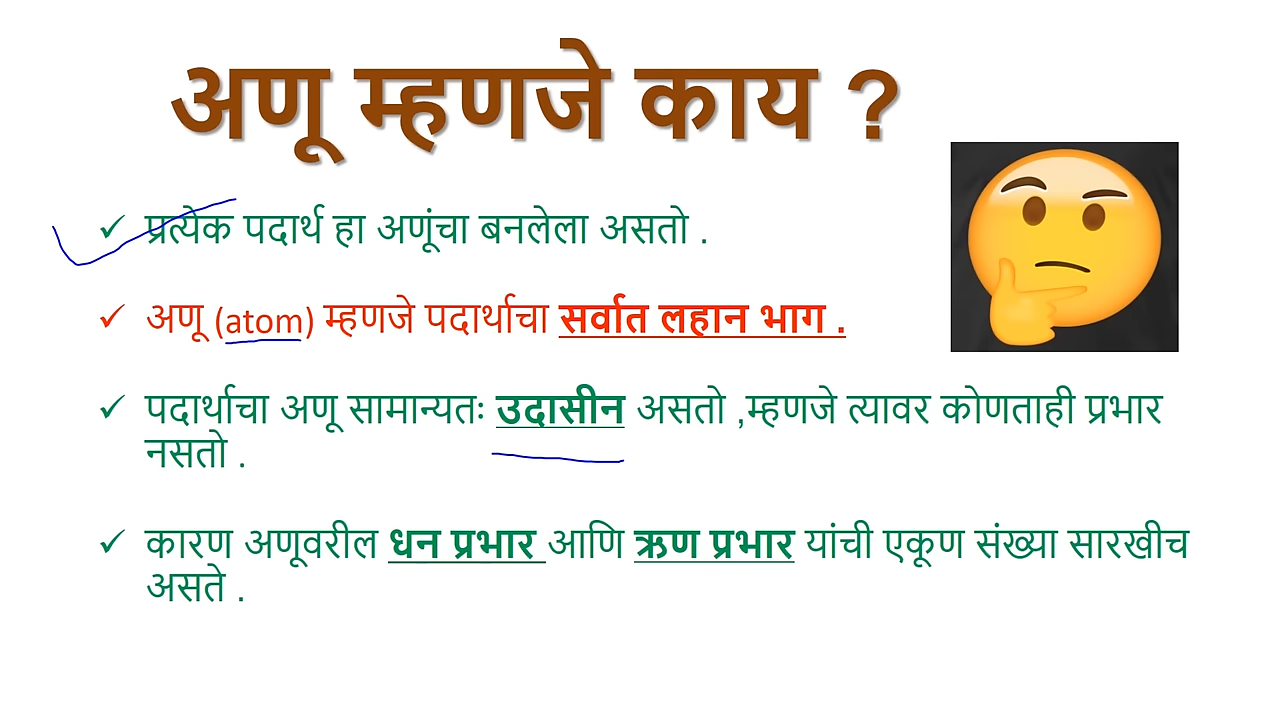 अणू म्हणजे काय ?
प्रत्येक पदार्थ हा अणूंचा बनलेला असतो .
अणू (atom) म्हणजे पदार्थाचा सर्वात लहान भाग .
पदार्थाचा अणू सामान्यतः उदासीन असतो ,म्हणजे त्यावर कोणताही प्रभार
नसतो .
कारण अणूवरील धन प्रभार आणि ऋण प्रभार यांची एकूण संख्या सारखीच
असते .